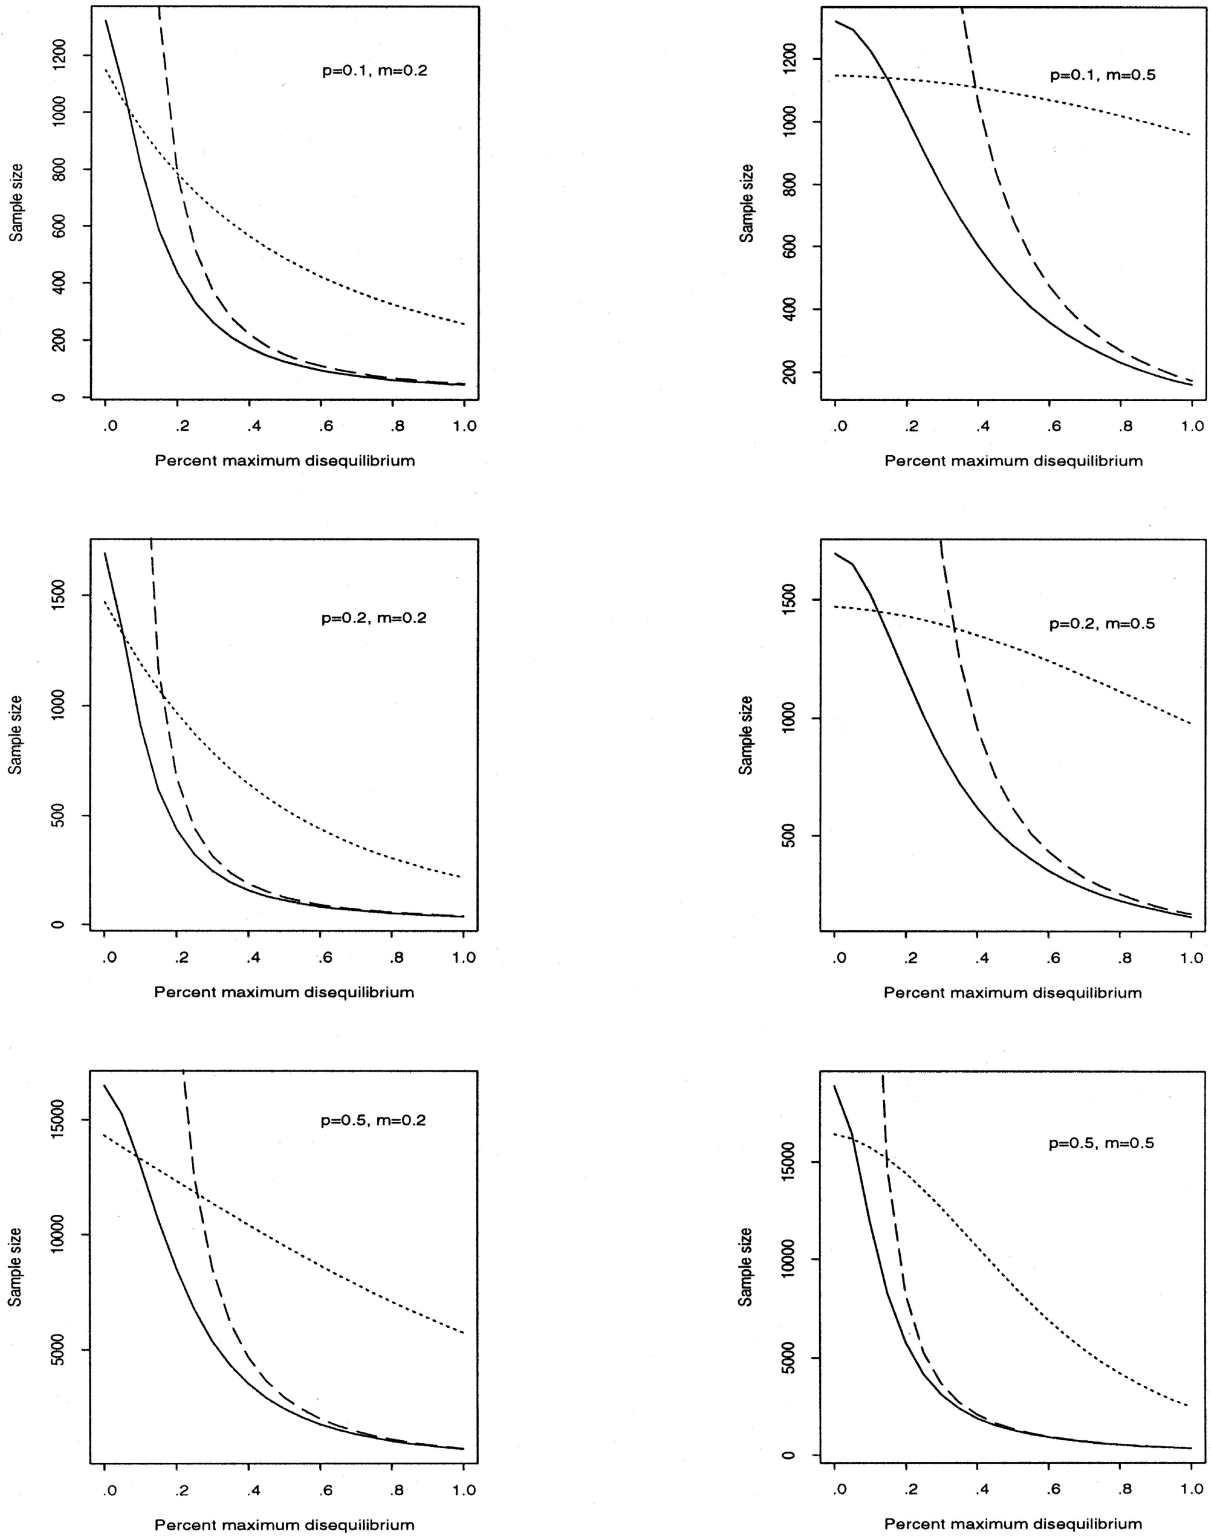 p=0.1, m=0.2
Sample size
1200
1000
800
600
400
200
0
.0 .2 .4 .6 .8 1.0
Percent maximum disequilibrium
p=0.1, m=0.5
Sample size
1200
1000
800
600
400
200
.0 .2 .4 .6 .8 1.0
Percent maximum disequilibrium
p=0.2, m=0.2
Sample size
1500
1000
500
0
.0 .2 .4 .6 .8 1.0
Percent maximum disequilibrium
p=0.2, m=0.5
Sample size
1500
1000
500
.0 .2 .4 .6 .8 1.0
Percent maximum disequilibrium
p=0.5, m=0.2
Sample size
15000
10000
5000
.0 .2 .4 .6 .8 1.0
Percent maximum disequilibrium
p=0.5, m=0.5
Sample size
15000
10000
5000
0
.0 .2 .4 .6 .8 1.0
Percent maximum disequilibrium